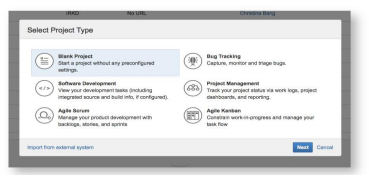 IRKO No URL Christina Bang
Select Project Type
Blank Project
Start a project without any preconfigured
settings.
Bug Tracking
Capture, monitor and triage bugs.
Software Development
View your development tasks (including
integrated source and build info, if configured).
Project Management
Track your project status via work logs, project
dashboards, and reporting.
Agile Scrum
Manage your product development with
backlogs, stories, and sprints
Agile Kanban
Constrain work-in-progress and manage your
task flow
Import from external system
Next Cancel